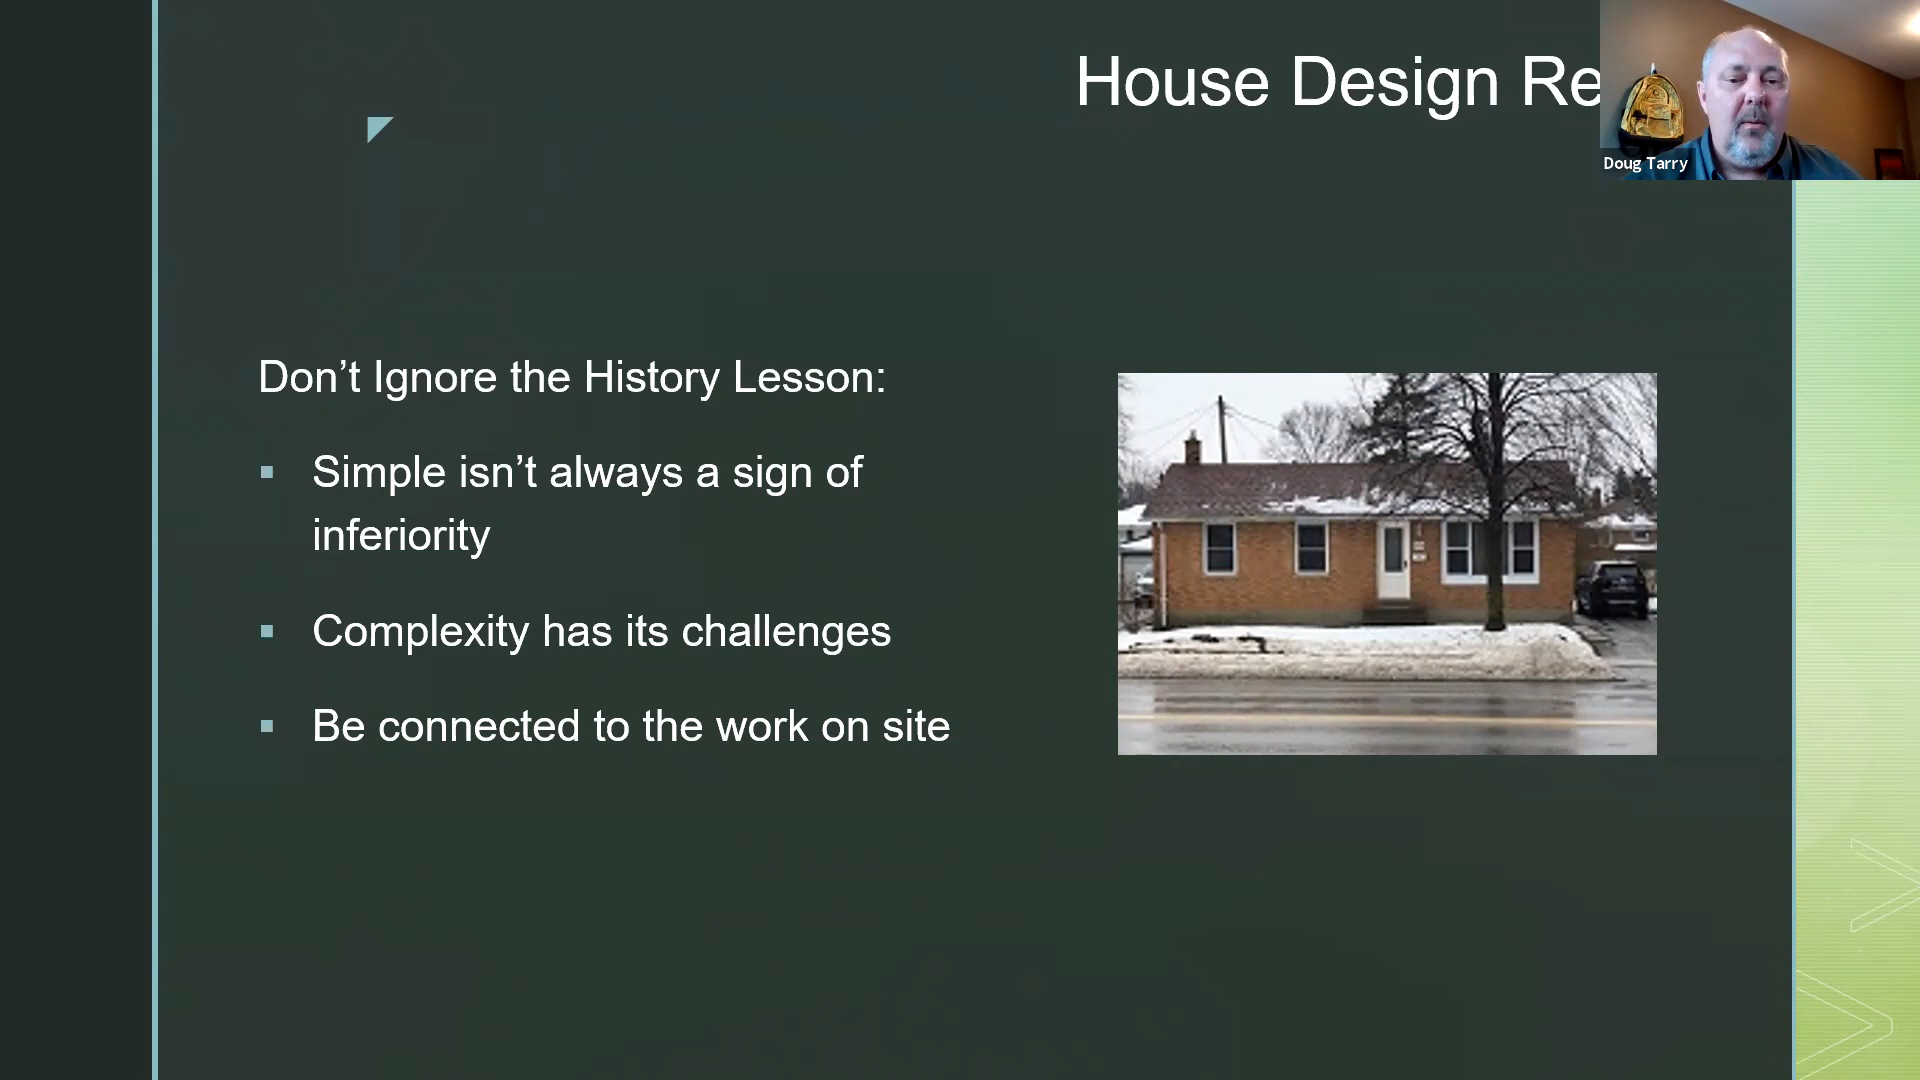 House Design Re
Doug Tarry
Don’t Ignore the History Lesson:
Simple isn’t always a sign of
inferiority
Complexity has its challenges
Be connected to the work on site